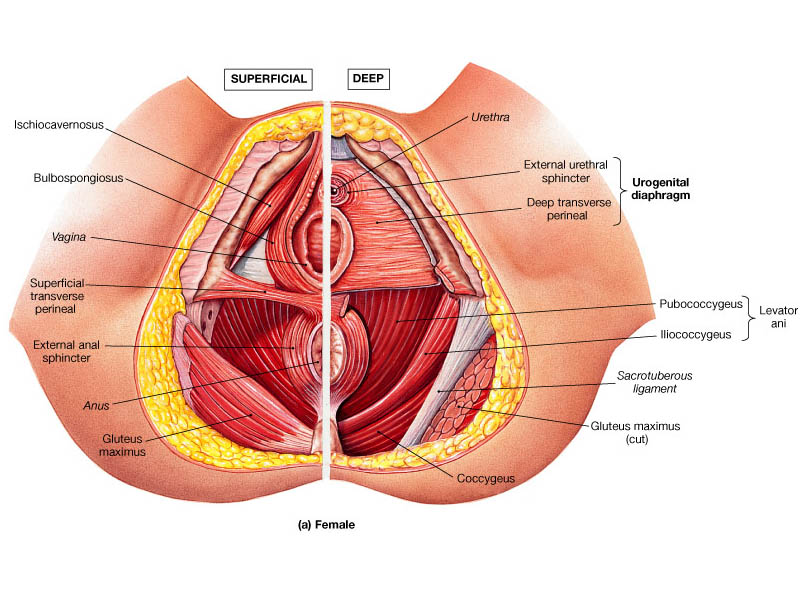 SUPERFICIAL
DEEP
Ischiocavernosus
Bulbospongiosus
Vagina
Superficial
transverse
perineal
External anal
sphincter
Anus
Gluteus
maximus
Urethra
External urethral
sphincter
Deep transverse
perineal
Urogenital
diaphragm
Pubococcygeus
Iliococcygeus
Levator
ani
Sacrotuberous
ligament
Gluteus maximus
(cut)
Coccygeus
(a) Female